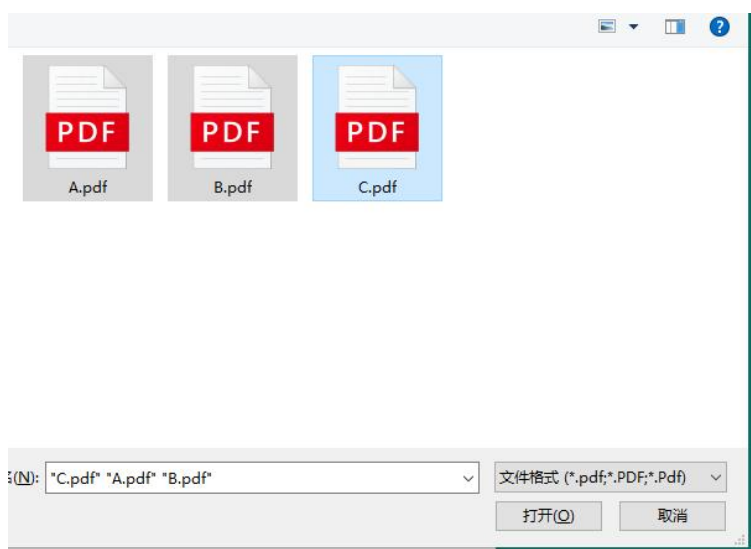 PDF PDF PDF
A.pdf B.pdf C.pdf
(N): "C.pdf" "A.pdf" "B.pdf" 文件格式 (*.pdf;*.PDF;*.Pdf)
打开(O) 取消